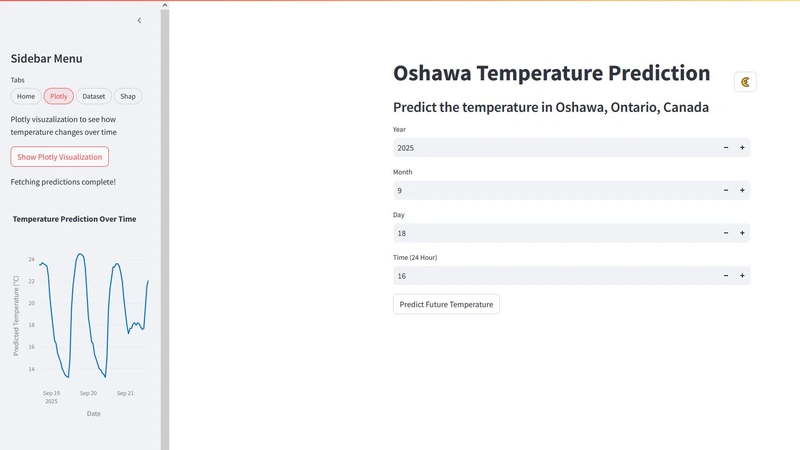 Sidebar Menu
Tabs
Home Plotly Dataset Shap
Plotly visuzalization to see how
temperature changes over time
Show Plotly Visualization
Fetching predictions complete!
Temperature Prediction Over Time
Predicted Temperature (°C)
24
22
20
18
16
14
Sep 19
2025
Sep 20
Sep 21
Date
Oshawa Temperature Prediction
Predict the temperature in Oshawa, Ontario, Canada
Year
2025
Month
9
Day
18
Time (24 Hour)
16
Predict Future Temperature